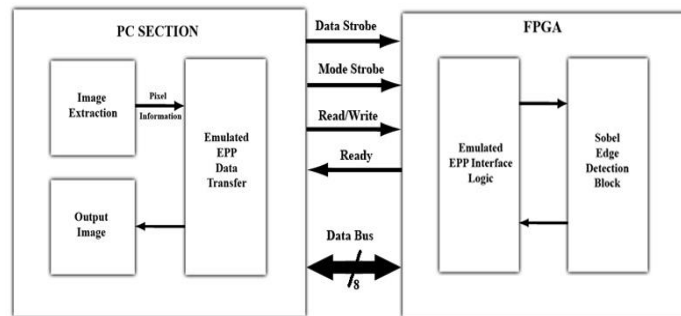 PC SECTION
Image
Extraction
Pixel
Information
Emulated
EPP
Data
Transfer
Output
Image
Data Strobe
Mode Strobe
Read/Write
Ready
Data Bus
8
FPGA
Emulated
EPP Interface
Logic
Sobel
Edge
Detection
Block